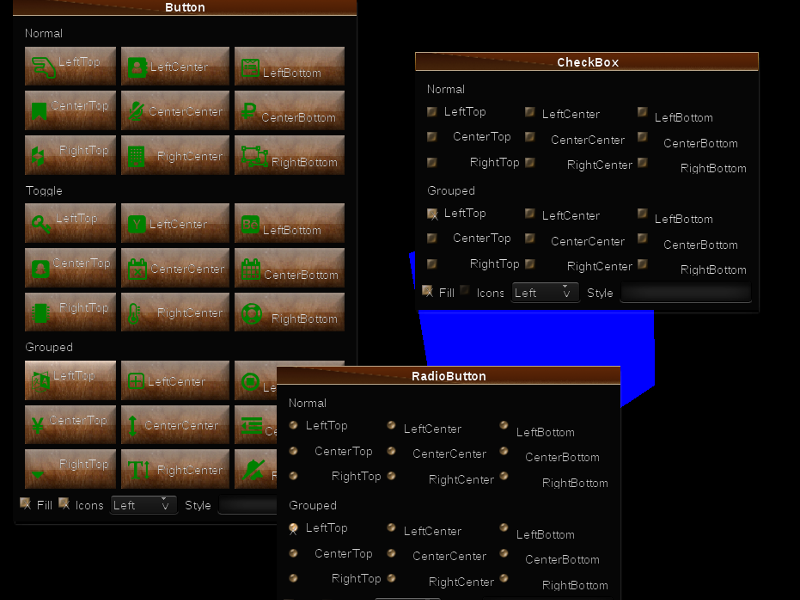 Button
Normal
LeftTop LeftCenter LeftBottom
CenterTop CenterCenter CenterBottom
RightTop RightCenter RightBottom
Toggle
LeftTop LeftCenter LeftBottom
CenterTop CenterCenter CenterBottom
RightTop RightCenter RightBottom
Grouped
LeftTop LeftCenter Le
CenterTop CenterCenter Ce
RightTop RightCenter R
Fill Icons Left Style
CheckBox
Normal
LeftTop LeftCenter LeftBottom
CenterTop CenterCenter CenterBottom
RightTop RightCenter RightBottom
Grouped
LeftTop LeftCenter LeftBottom
CenterTop CenterCenter CenterBottom
RightTop RightCenter RightBottom
Fill Icons Left Style
RadioButton
Normal
LeftTop LeftCenter LeftBottom
CenterTop CenterCenter CenterBottom
RightTop RightCenter RightBottom
Grouped
LeftTop LeftCenter LeftBottom
CenterTop CenterCenter CenterBottom
RightTop RightCenter RightBottom